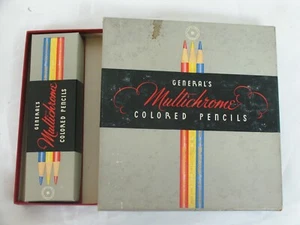 GENERAL'S
Multichrome
COLORED PENCILS
GENERAL'S
Multichrome
COLORED PENCILS